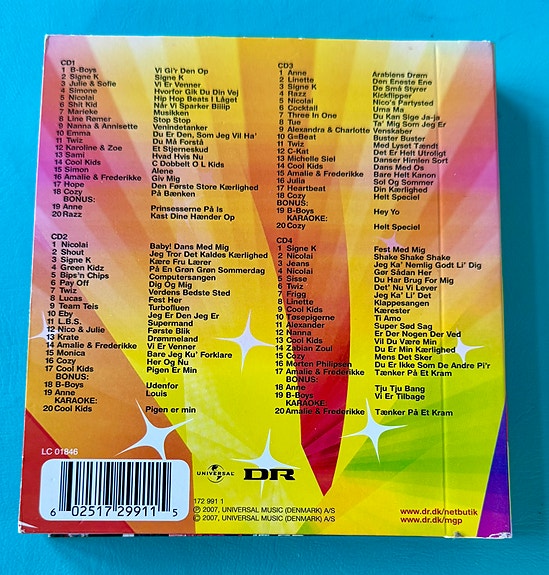 CD1
1 B-Boys Vi Gi'r Den Op
2 Signe K Signe K
3 Julie & Sofie Vi Er Venner
4 Simone Hvorfor Gik Du Din Vej
5 Nicolai Hip Hop Beats I Låget
6 Shit Kid Når Vi Sparker Biiiip
7 Marieke Musikken
8 Line Rømer Stop Stop
9 Nanna & Annisette Venindetanker
10 Emma Du Er Den, Som Jeg Vil Ha'
11 Twiz Du Må Forstå
12 Karoline & Zoe Et Stjerneskud
13 Sami Hvad Hvis Nu
14 Cool Kids C Dobbelt O L Kids
15 Simon Alene
16 Amalie & Frederikke Giv Mig
17 Hope Den Første Store Kærlighed
18 Cozy På Bænken
BONUS:
19 Anne Prinsesserne På Is
20 Razz Kast Dine Hænder Op
CD2
1 Nicolai Baby! Dans Med Mig
2 Shout Jeg Tror Det Kaldes Kærlighed
3 Signe K Kære Fru Lærer
4 Green Kidz På En Grøn Grøn Sommerdag
5 Bips'n Chips Computersangen
6 Pay Off Dig Og Mig
7 Twiz Verdens Bedste Sted
8 Lucas Fest Her
9 Team Teis Turbofluen
10 Eby Jeg Er Den Jeg Er
11 L.B.S. Supermand
12 Nico & Julie Første Blik
13 Krate Drømmeland
14 Amalie & Frederikke Vi Er Venner
15 Monica Bare Jeg Ku' Forklare
16 Cozy Her Og Nu
17 Cool Kids Pigen Er Min
BONUS:
18 B-Boys Udenfor
19 Anne Louis
KARAOKE:
20 Cool Kids Pigen er min
CD3
1 Anne Arabiens Drøm
2 Linette Den Eneste Ene
3 Signe K De Små Styrer
4 Razz Kickflipper
5 Nicolai Nico's Partysted
6 Cocktail Uma Ma
7 Three In One Du Kan Sige Ja-ja
8 Tue Ta' Mig Som Jeg Er
9 Alexandra & Charlotte Venskaber
10 GeBeat Buster Buster
11 Twiz Med Lyset Tændt
12 C-Kat Det Er Helt Utroligt
13 Michelle Siel Danser Himlen Sort
14 Cool Kids Dans Med Os
15 Amalie & Frederikke Bare Helt Kanon
16 Julia Sol Og Sommer
17 Heartbeat Din Kærlighed
18 Cozy Helt Speciel
BONUS:
19 B-Boys Hey Yo
KARAOKE:
20 Cozy Helt Speciel
CD4
1 Signe K Fest Med Mig
2 Nicolai Shake Shake Shake
3 Jeans Jeg Ka' Nemlig Godt Li' Dig
4 Nicolai Gør Sådan Her
5 Sisse Du Har Brug For Mig
6 Twiz Det' Nu Vi Lever
7 Frigg Jeg Ka' Li' Det
8 Linette Klappesangen
9 Cool Kids Kærester
10 Tøsepigerne Ti Amo
11 Alexander Super Sød Sag
12 Nanna Er Der Nogen Der Ved
13 Cool Kids Vil Du Være Min
14 Zabian Zoul Du Er Min Kærlighed
15 Cozy Mens Det Sker
16 Morten Philipsen Du Er Ikke Som De Andre Pi'r
17 Amalie & Frederikke Tænker På Et Kram
BONUS:
18 Anne Tju Tju Bang
19 B-Boys Vi Er Tilbage
KARAOKE:
20 Amalie & Frederikke Tænker På Et Kram
LC 01846
6 02517 29911 5
UNIVERSAL
DR
172 991 1
℗ 2007, UNIVERSAL MUSIC (DENMARK) A/S
© 2007, UNIVERSAL MUSIC (DENMARK) A/S
www.dr.dk/netbutik
www.dr.dk/mgp